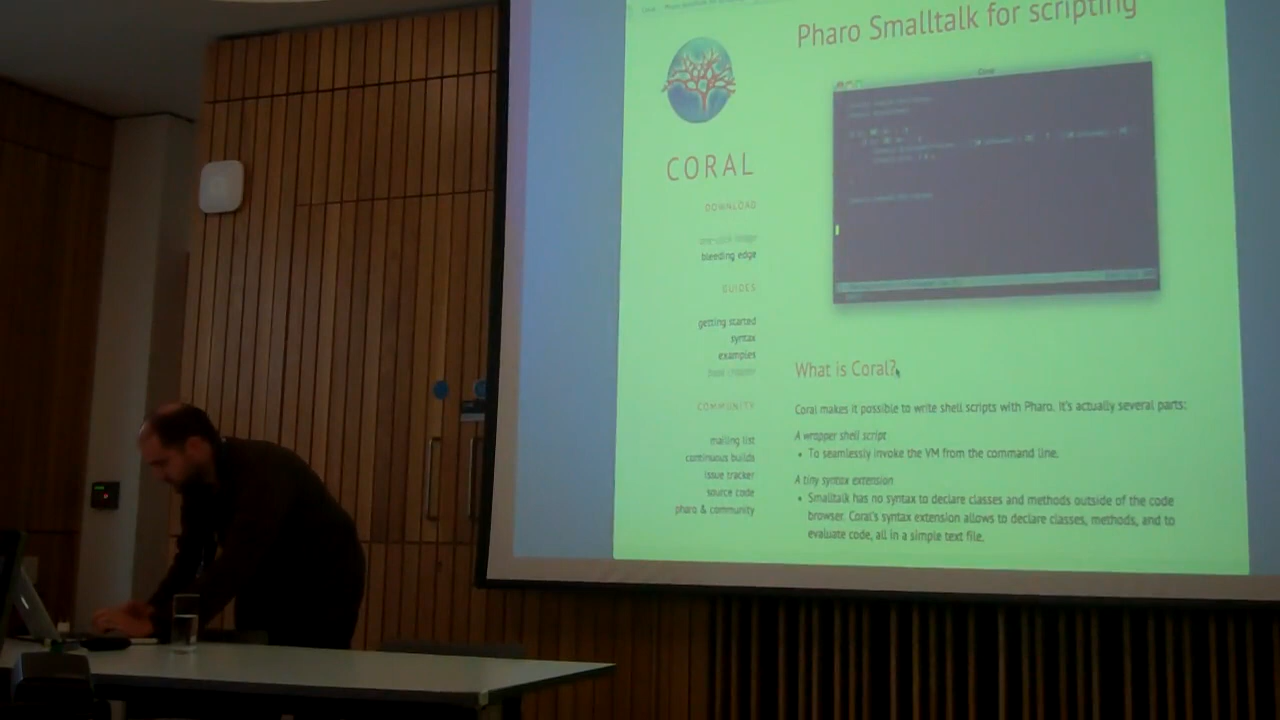 Pharo Smalltalk for scripting
CORAL
DOWNLOAD
one-click image
bleeding edge
GUIDES
getting started
syntax
examples
COMMUNITY
mailing list
continuous builds
issue tracker
source code
pharo & community
What is Coral?
Coral makes it possible to write shell scripts with Pharo. It's actually several parts:
A wrapper shell script
• To seamlessly invoke the VM from the command line.
A tiny syntax extension
• Smalltalk has no syntax to declare classes and methods outside of the code
browser. Coral's syntax extension allows to declare classes, methods, and to
evaluate code, all in a simple text file.